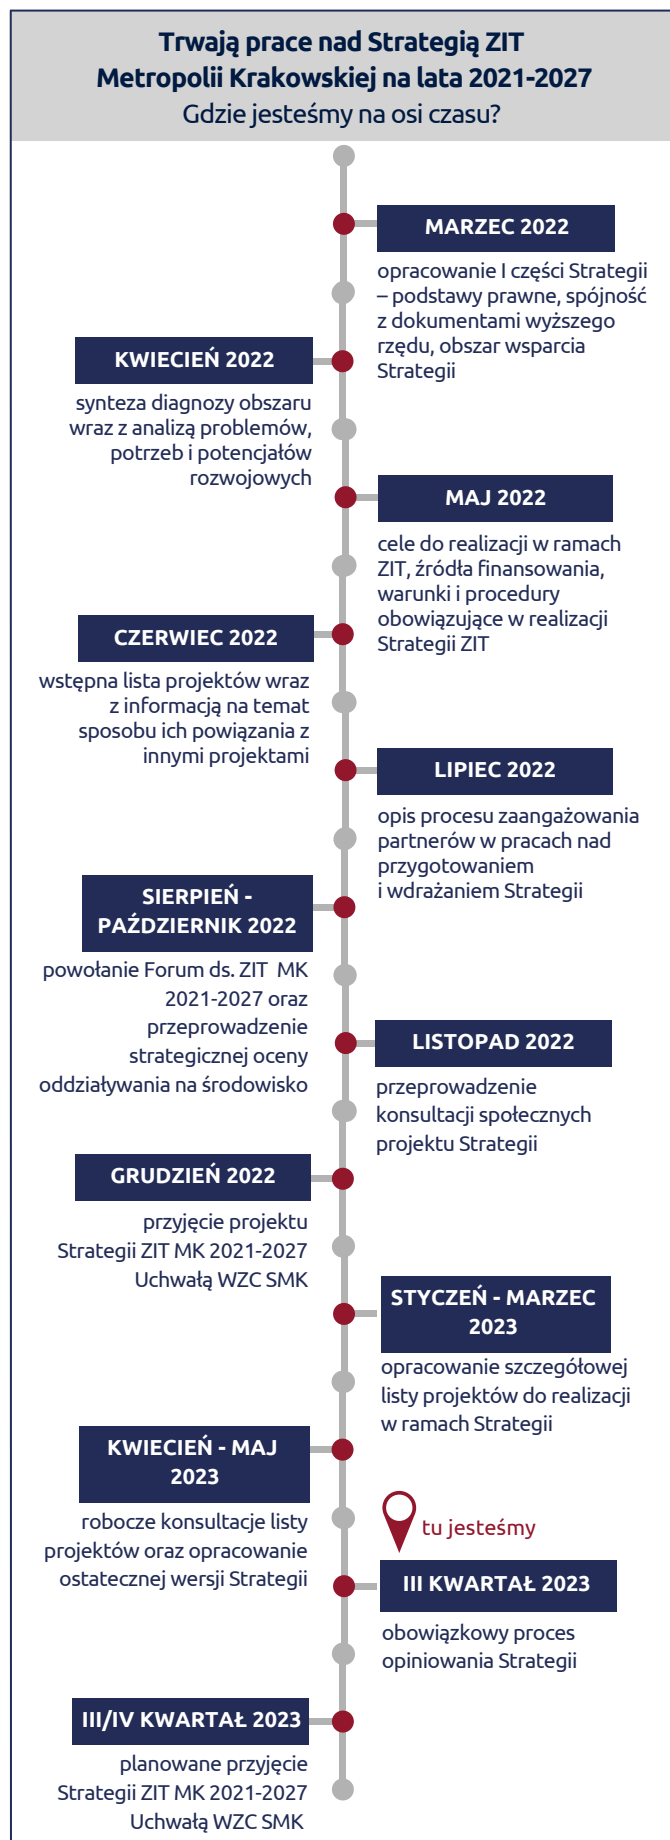 Trwają prace nad Strategią ZIT
Metropolii Krakowskiej na lata 2021-2027
Gdzie jesteśmy na osi czasu?
MARZEC 2022
opracowanie I części Strategii
– podstawy prawne, spójność
z dokumentami wyższego
rzędu, obszar wsparcia
Strategii
KWIECIEŃ 2022
synteza diagnozy obszaru
wraz z analizą problemów,
potrzeb i potencjałów
rozwojowych
MAJ 2022
cele do realizacji w ramach
ZIT, źródła finansowania,
warunki i procedury
obowiązujące w realizacji
Strategii ZIT
CZERWIEC 2022
wstępna lista projektów wraz
z informacją na temat
sposobu ich powiązania z
innymi projektami
LIPIEC 2022
opis procesu zaangażowania
partnerów w pracach nad
przygotowaniem
i wdrażaniem Strategii
SIERPIEŃ -
PAŹDZIERNIK 2022
powołanie Forum ds. ZIT MK
2021-2027 oraz
przeprowadzenie
strategicznej oceny
oddziaływania na środowisko
LISTOPAD 2022
przeprowadzenie
konsultacji społecznych
projektu Strategii
GRUDZIEŃ 2022
przyjęcie projektu
Strategii ZIT MK 2021-2027
Uchwałą WZC SMK
STYCZEŃ - MARZEC
2023
opracowanie szczegółowej
listy projektów do realizacji
w ramach Strategii
KWIECIEŃ - MAJ
2023
robocze konsultacje listy
projektów oraz opracowanie
ostatecznej wersji Strategii
tu jesteśmy
III KWARTAŁ 2023
obowiązkowy proces
opiniowania Strategii
III/IV KWARTAŁ 2023
planowane przyjęcie
Strategii ZIT MK 2021-2027
Uchwałą WZC SMK